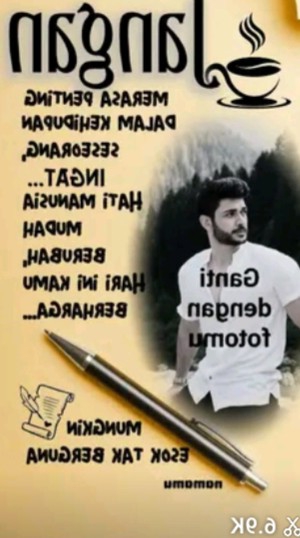 Jangan
MERASA PENTING
DALAM KEHIDUPAN
SESEORANG,
INGAT...
HATI MANUSIA
MUDAH
BERUBAH,
HARI INI KAMU
BERHARGA...
Ganti
dengan
fotomu
MUNGKIN
ESOK TAK BERGUNA
namamu
6.9K